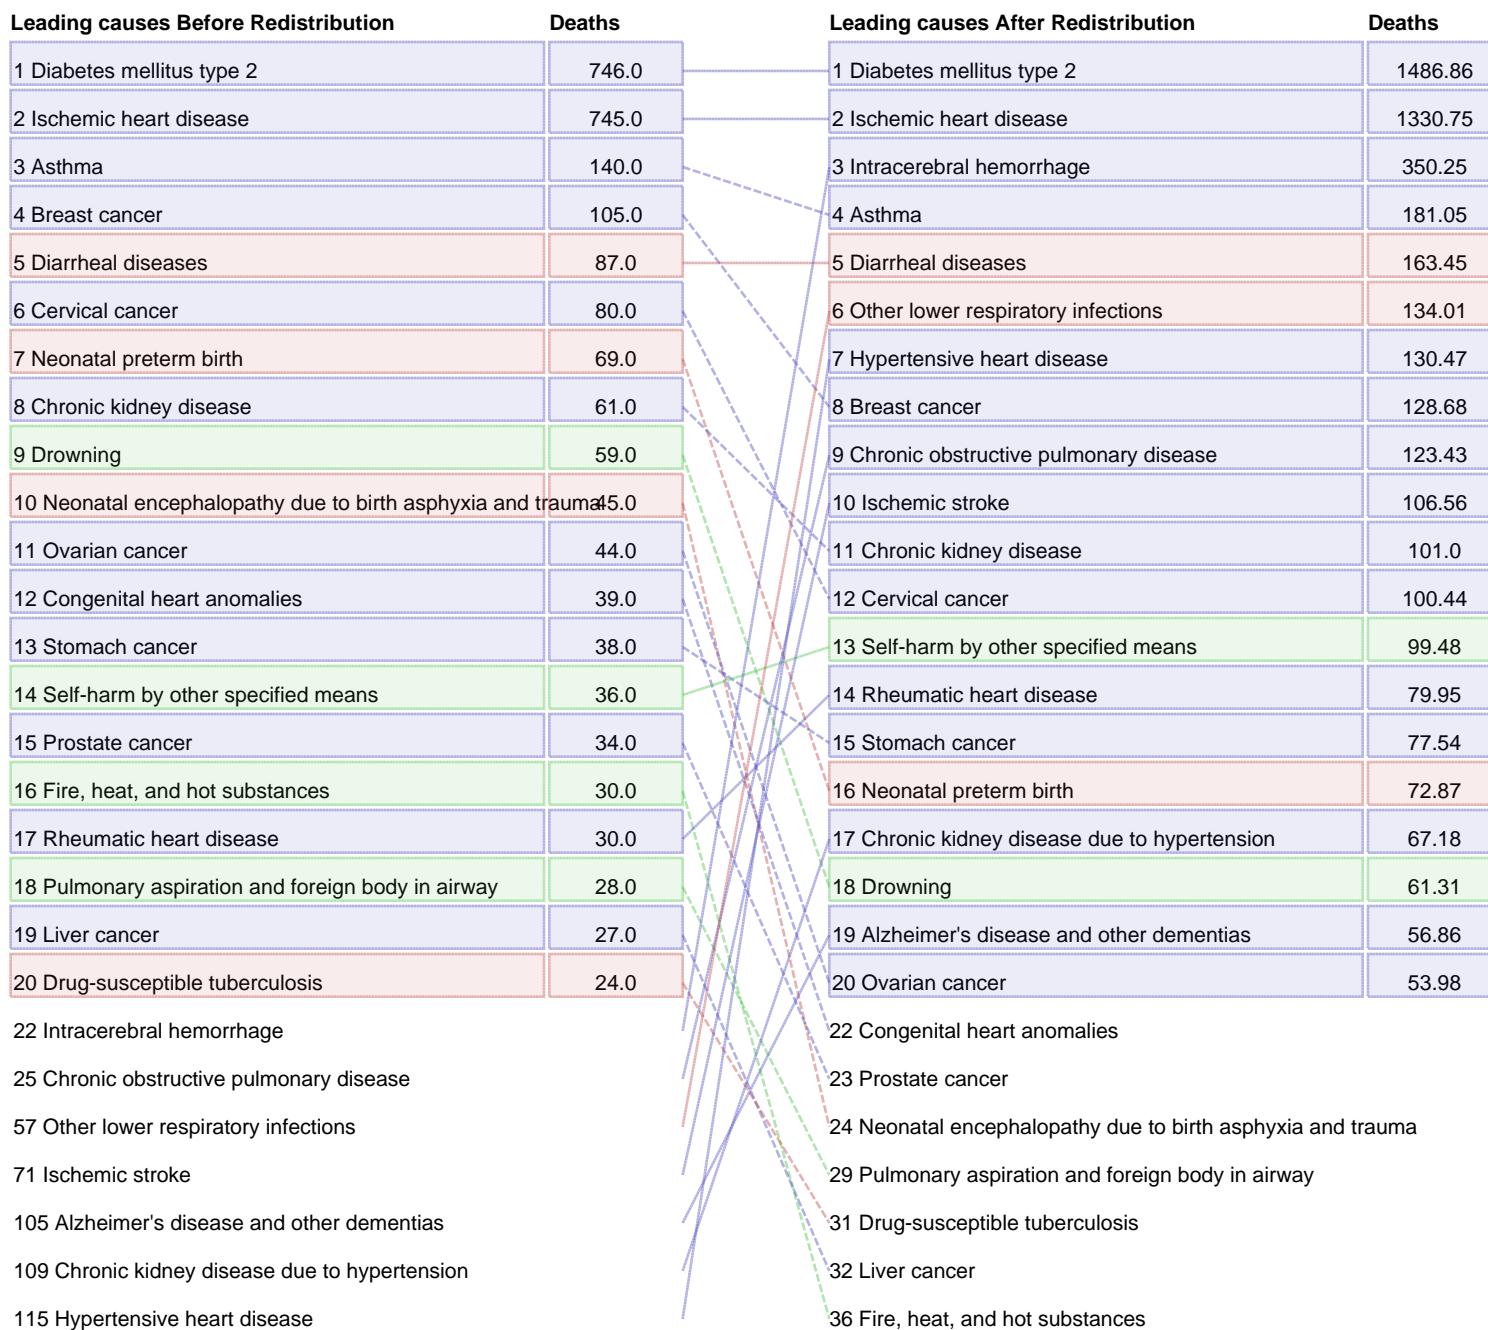 Leading causes Before Redistribution Deaths Leading causes After Redistribution Deaths
1 Diabetes mellitus type 2 746.0 1 Diabetes mellitus type 2 1486.86
2 Ischemic heart disease 745.0 2 Ischemic heart disease 1330.75
3 Asthma 140.0 3 Intracerebral hemorrhage 350.25
4 Breast cancer 105.0 4 Asthma 181.05
5 Diarrheal diseases 87.0 5 Diarrheal diseases 163.45
6 Cervical cancer 80.0 6 Other lower respiratory infections 134.01
7 Neonatal preterm birth 69.0 7 Hypertensive heart disease 130.47
8 Chronic kidney disease 61.0 8 Breast cancer 128.68
9 Drowning 59.0 9 Chronic obstructive pulmonary disease 123.43
10 Neonatal encephalopathy due to birth asphyxia and trauma 45.0 10 Ischemic stroke 106.56
11 Ovarian cancer 44.0 11 Chronic kidney disease 101.0
12 Congenital heart anomalies 39.0 12 Cervical cancer 100.44
13 Stomach cancer 38.0 13 Self-harm by other specified means 99.48
14 Self-harm by other specified means 36.0 14 Rheumatic heart disease 79.95
15 Prostate cancer 34.0 15 Stomach cancer 77.54
16 Fire, heat, and hot substances 30.0 16 Neonatal preterm birth 72.87
17 Rheumatic heart disease 30.0 17 Chronic kidney disease due to hypertension 67.18
18 Pulmonary aspiration and foreign body in airway 28.0 18 Drowning 61.31
19 Liver cancer 27.0 19 Alzheimer's disease and other dementias 56.86
20 Drug-susceptible tuberculosis 24.0 20 Ovarian cancer 53.98
22 Intracerebral hemorrhage 22 Congenital heart anomalies
25 Chronic obstructive pulmonary disease 23 Prostate cancer
57 Other lower respiratory infections 24 Neonatal encephalopathy due to birth asphyxia and trauma
71 Ischemic stroke 29 Pulmonary aspiration and foreign body in airway
105 Alzheimer's disease and other dementias 31 Drug-susceptible tuberculosis
109 Chronic kidney disease due to hypertension 32 Liver cancer
115 Hypertensive heart disease 36 Fire, heat, and hot substances